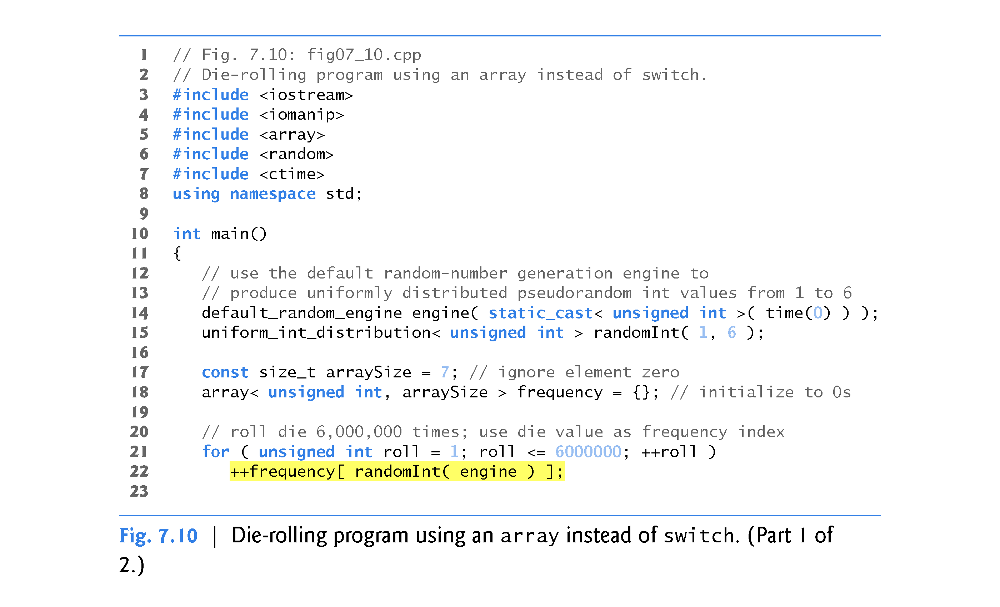 1 // Fig. 7.10: fig07_10.cpp
2 // Die-rolling program using an array instead of switch.
3 #include <iostream>
4 #include <iomanip>
5 #include <array>
6 #include <random>
7 #include <ctime>
8 using namespace std;
9
10 int main()
11 {
12 // use the default random-number generation engine to
13 // produce uniformly distributed pseudorandom int values from 1 to 6
14 default_random_engine engine( static_cast< unsigned int >( time(0) ) );
15 uniform_int_distribution< unsigned int > randomInt( 1, 6 );
16
17 const size_t arraySize = 7; // ignore element zero
18 array< unsigned int, arraySize > frequency = {}; // initialize to 0s
19
20 // roll die 6,000,000 times; use die value as frequency index
21 for ( unsigned int roll = 1; roll <= 6000000; ++roll )
22 ++frequency[ randomInt( engine ) ];
23
Fig. 7.10 | Die-rolling program using an array instead of switch. (Part 1 of
2.)